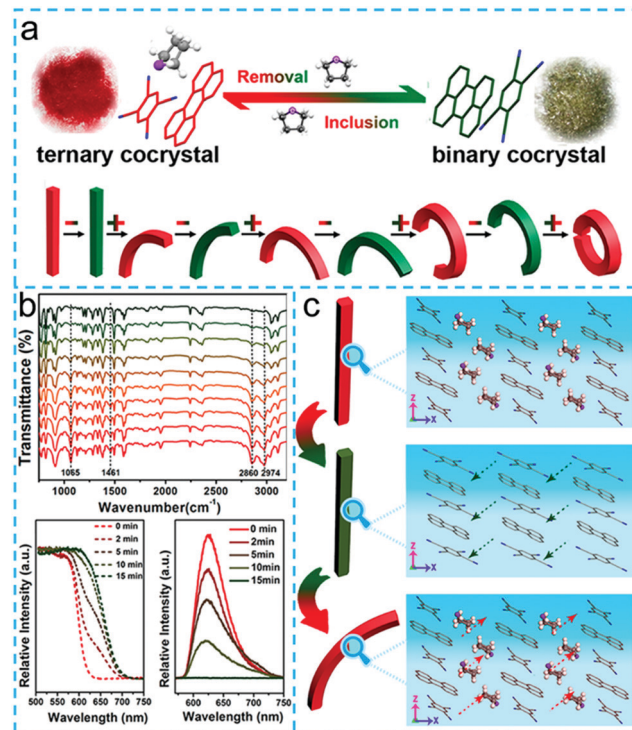 a
Removal
Inclusion
ternary cocrystal
binary cocrystal
- + - + - + - +
b
Transmittance (%)
1065 1461 2860 2974
1000 1500 2000 2500 3000
Wavenumber(cm⁻¹)
Relative Intensity (a.u.)
0 min
2 min
5 min
10 min
15 min
500 550 600 650 700 750
Wavelength (nm)
Relative Intensity (a.u.)
0 min
2min
5min
10min
15min
550 600 650 700 750
Wavelength (nm)
c
Z
X
Z
X
Z
X